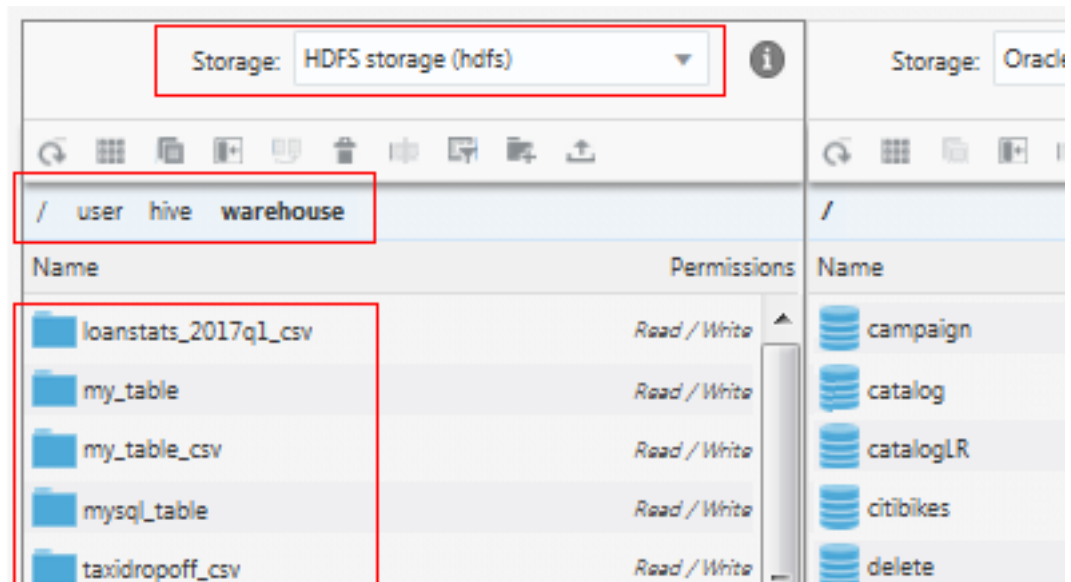 Storage: HDFS storage (hdfs)
/ user hive warehouse
Name Permissions
loanstats_2017q1_csv Read / Write
my_table Read / Write
my_table_csv Read / Write
mysql_table Read / Write
taxidropoff_csv Read / Write
Storage: Oracle
/
Name
campaign
catalog
catalogLR
citibikes
delete